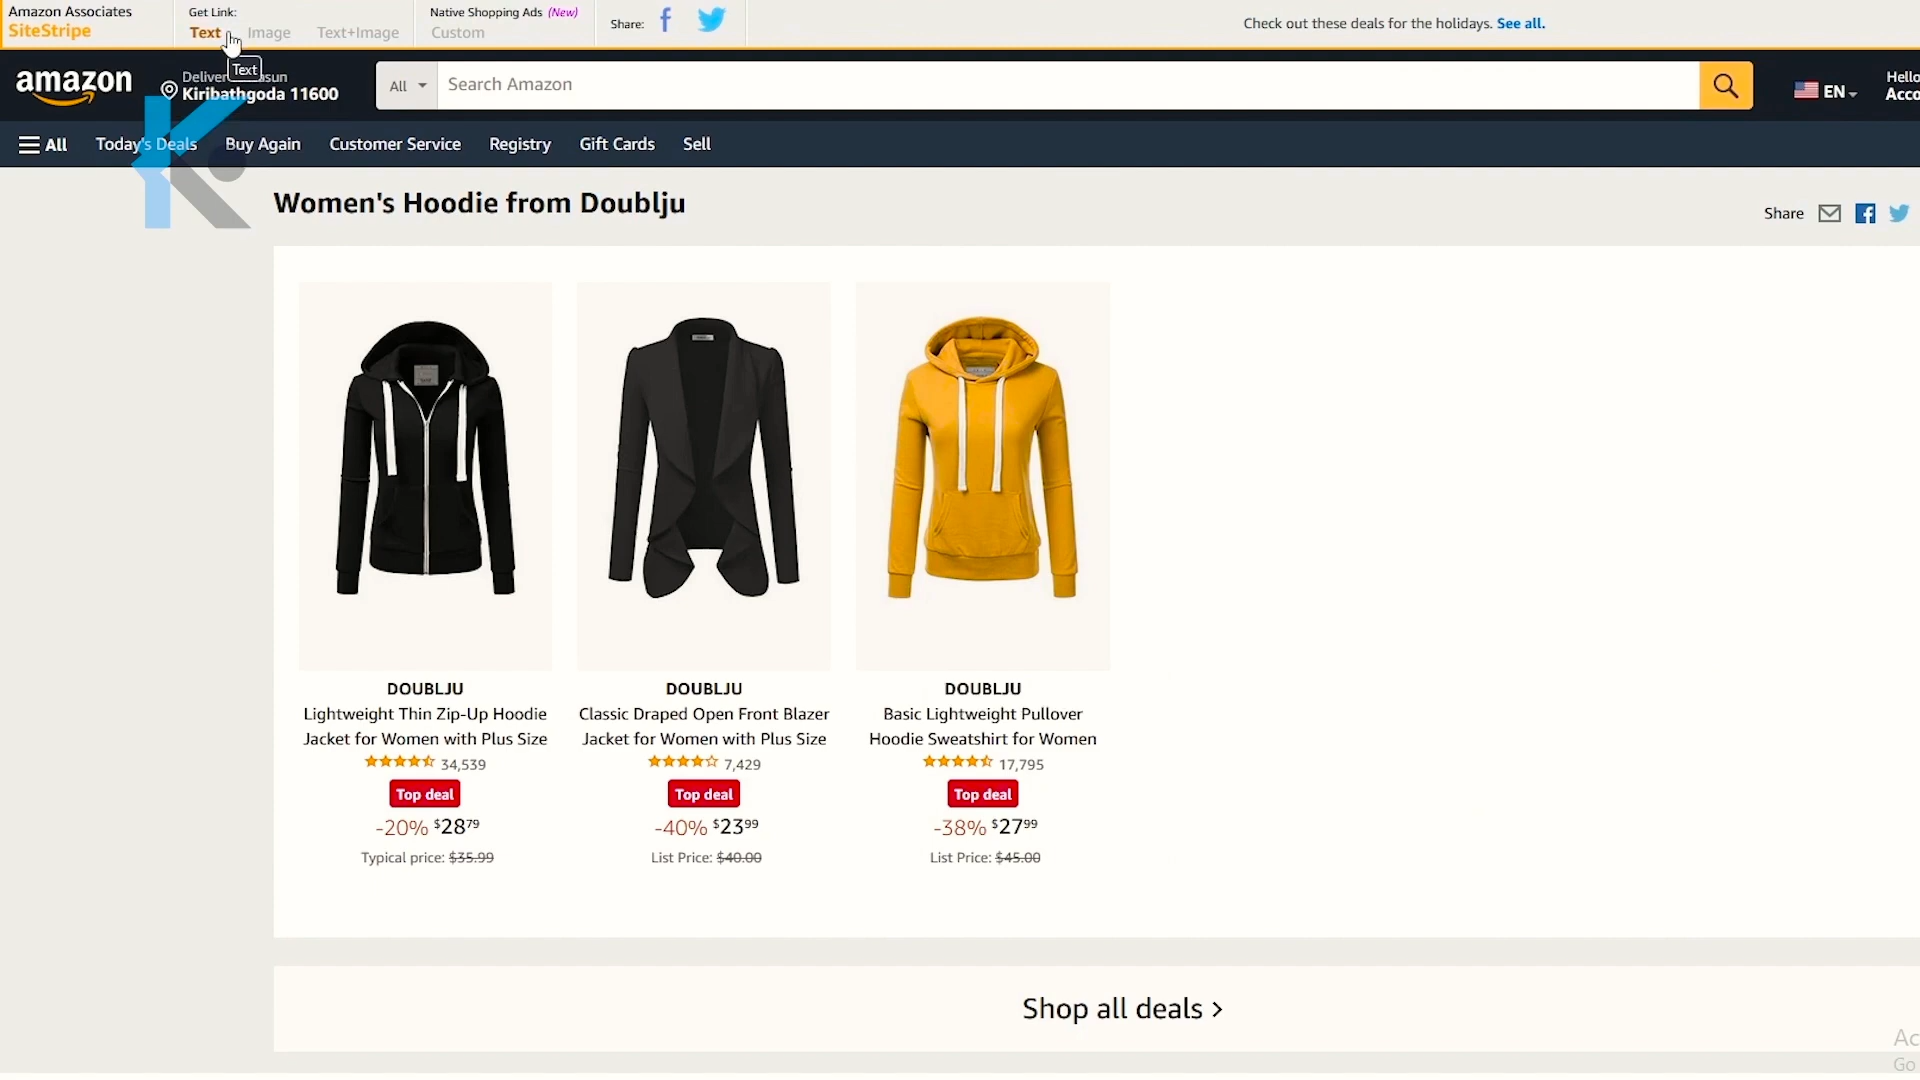 Amazon Associates
SiteStripe
Get Link:
Text
Image
Text+Image
Native Shopping Ads (New)
Custom
Share:
Check out these deals for the holidays. See all.
Text
amazon
Kiribathgoda 11600
All
Search Amazon
EN
All
Today's Deals
Buy Again
Customer Service
Registry
Gift Cards
Sell
Women's Hoodie from Doublju
Share
DOUBLJU
Lightweight Thin Zip-Up Hoodie
Jacket for Women with Plus Size
34,539
Top deal
-20% $28.79
Typical price: $35.99
DOUBLJU
Classic Draped Open Front Blazer
Jacket for Women with Plus Size
7,429
Top deal
-40% $23.99
List Price: $40.00
DOUBLJU
Basic Lightweight Pullover
Hoodie Sweatshirt for Women
17,795
Top deal
-38% $27.99
List Price: $45.00
Shop all deals >